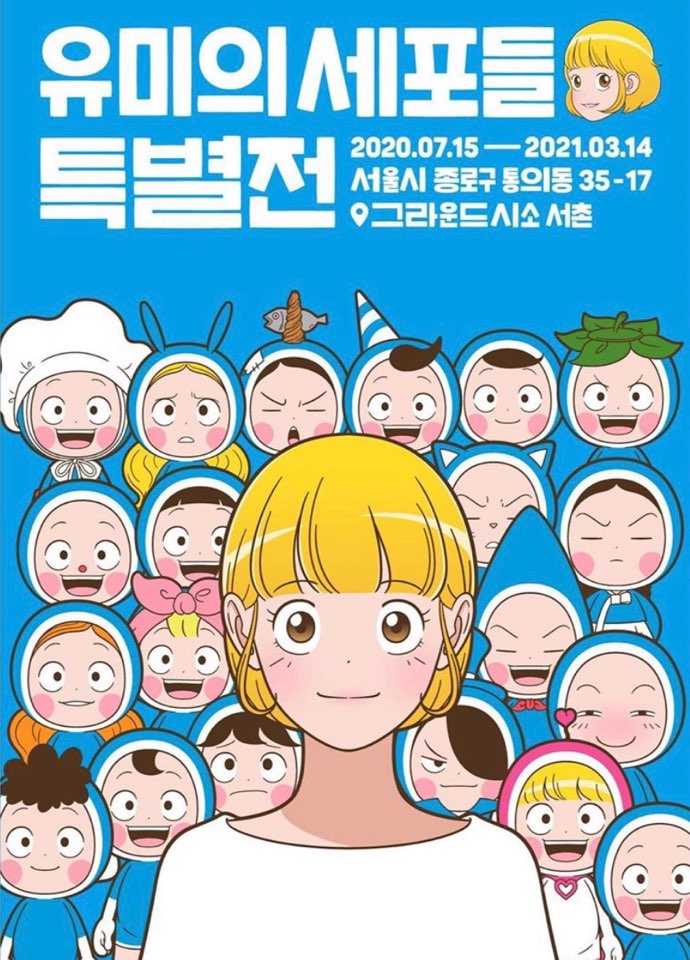 유미의 세포들
특별전
2020.07.15 — 2021.03.14
서울시 종로구 통의동 35-17
그라운드시소 서촌